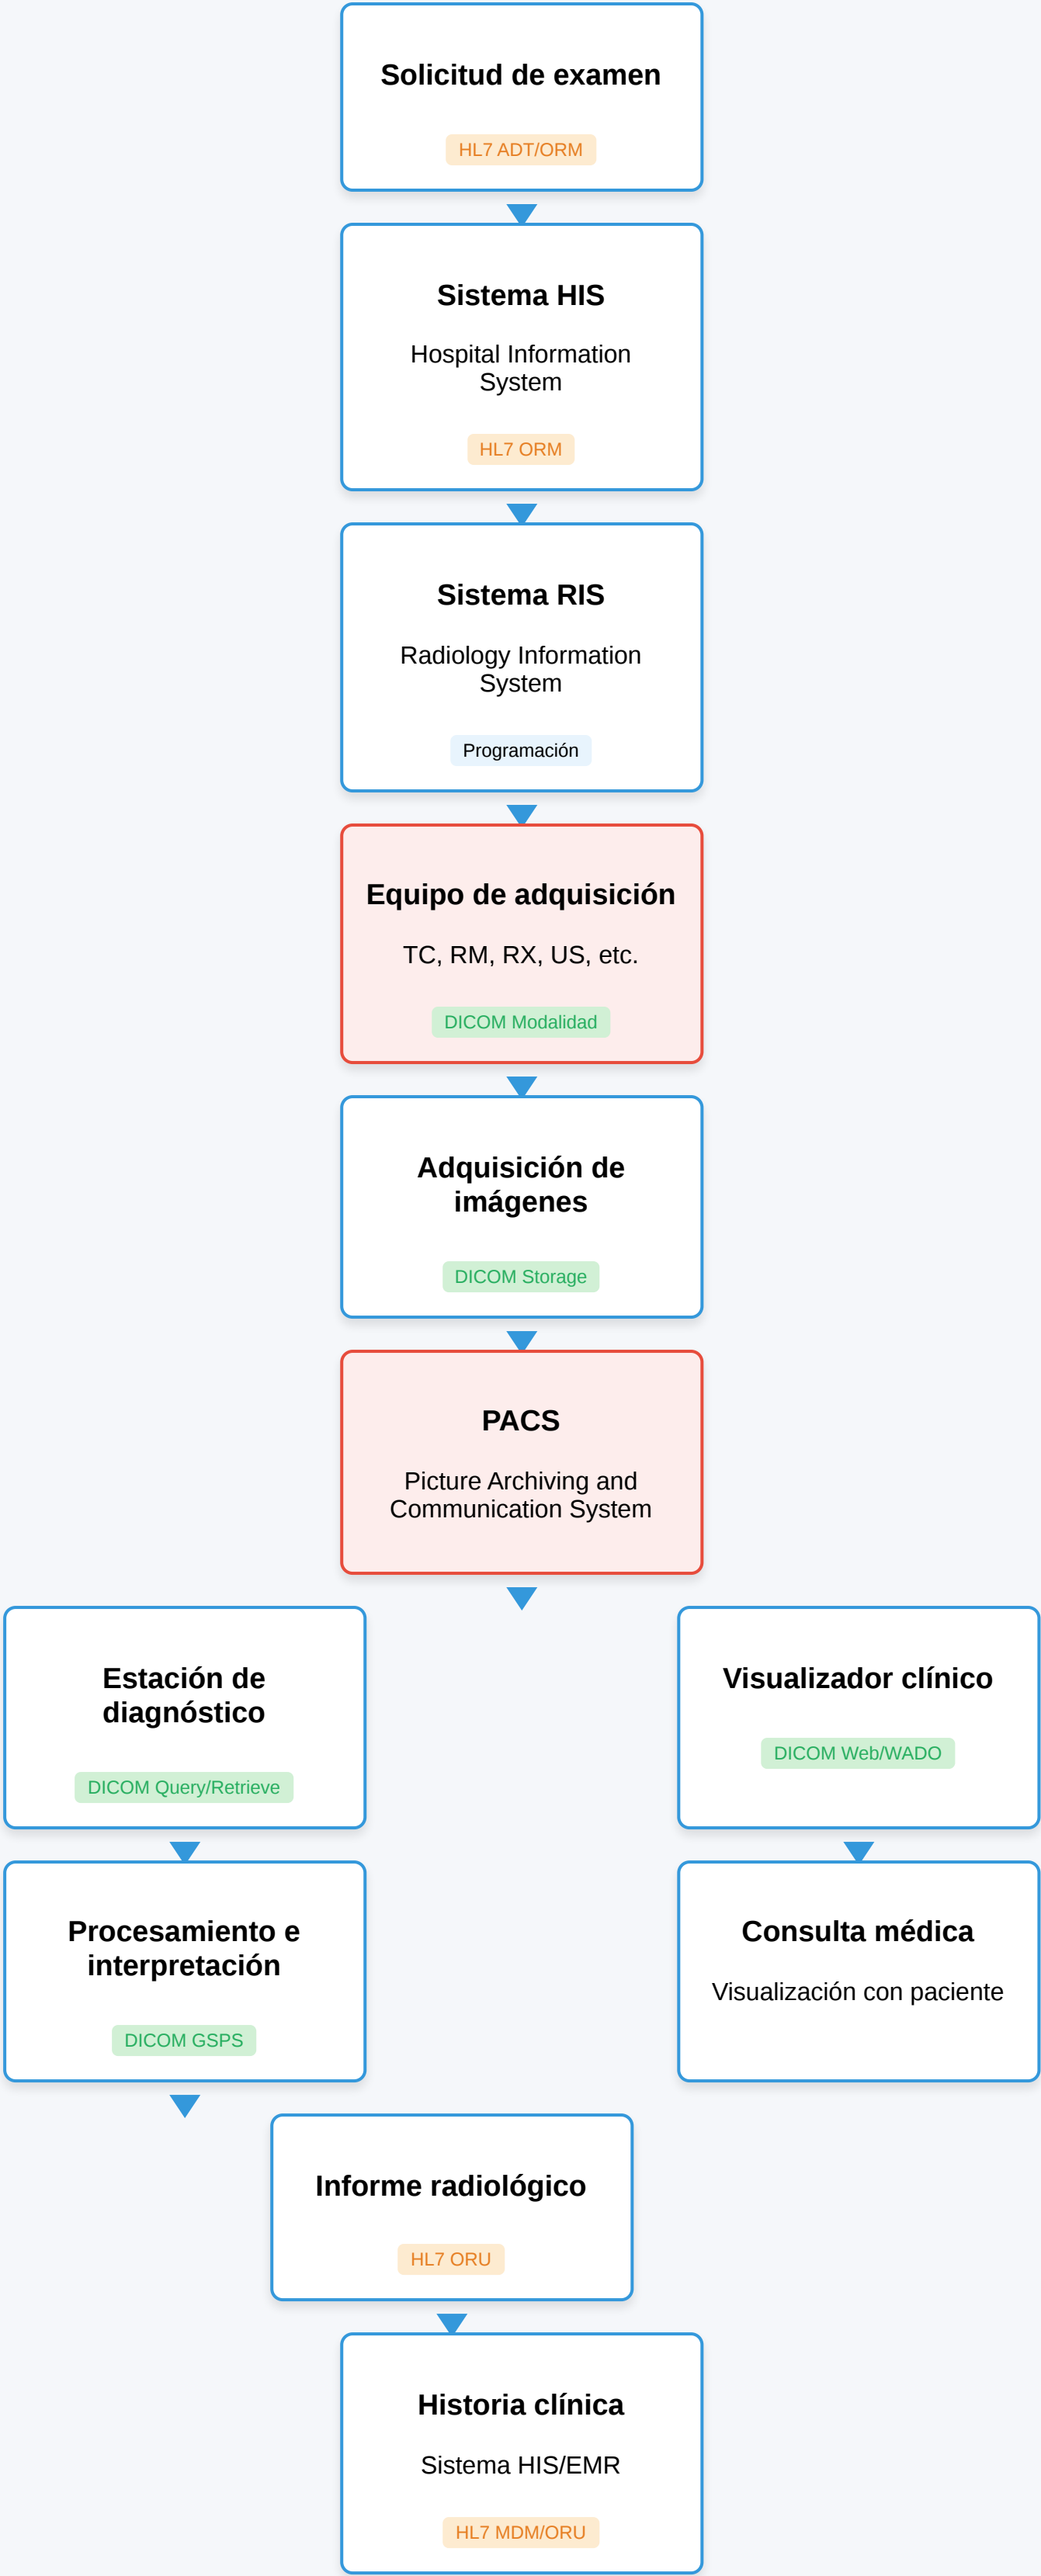 Solicitud de examen
HL7 ADT/ORM
Sistema HIS
Hospital Information
System
HL7 ORM
Sistema RIS
Radiology Information
System
Programación
Equipo de adquisición
TC, RM, RX, US, etc.
DICOM Modalidad
Adquisición de
imágenes
DICOM Storage
PACS
Picture Archiving and
Communication System
Estación de
diagnóstico
DICOM Query/Retrieve
Visualizador clínico
DICOM Web/WADO
Procesamiento e
interpretación
DICOM GSPS
Consulta médica
Visualización con paciente
Informe radiológico
HL7 ORU
Historia clínica
Sistema HIS/EMR
HL7 MDM/ORU